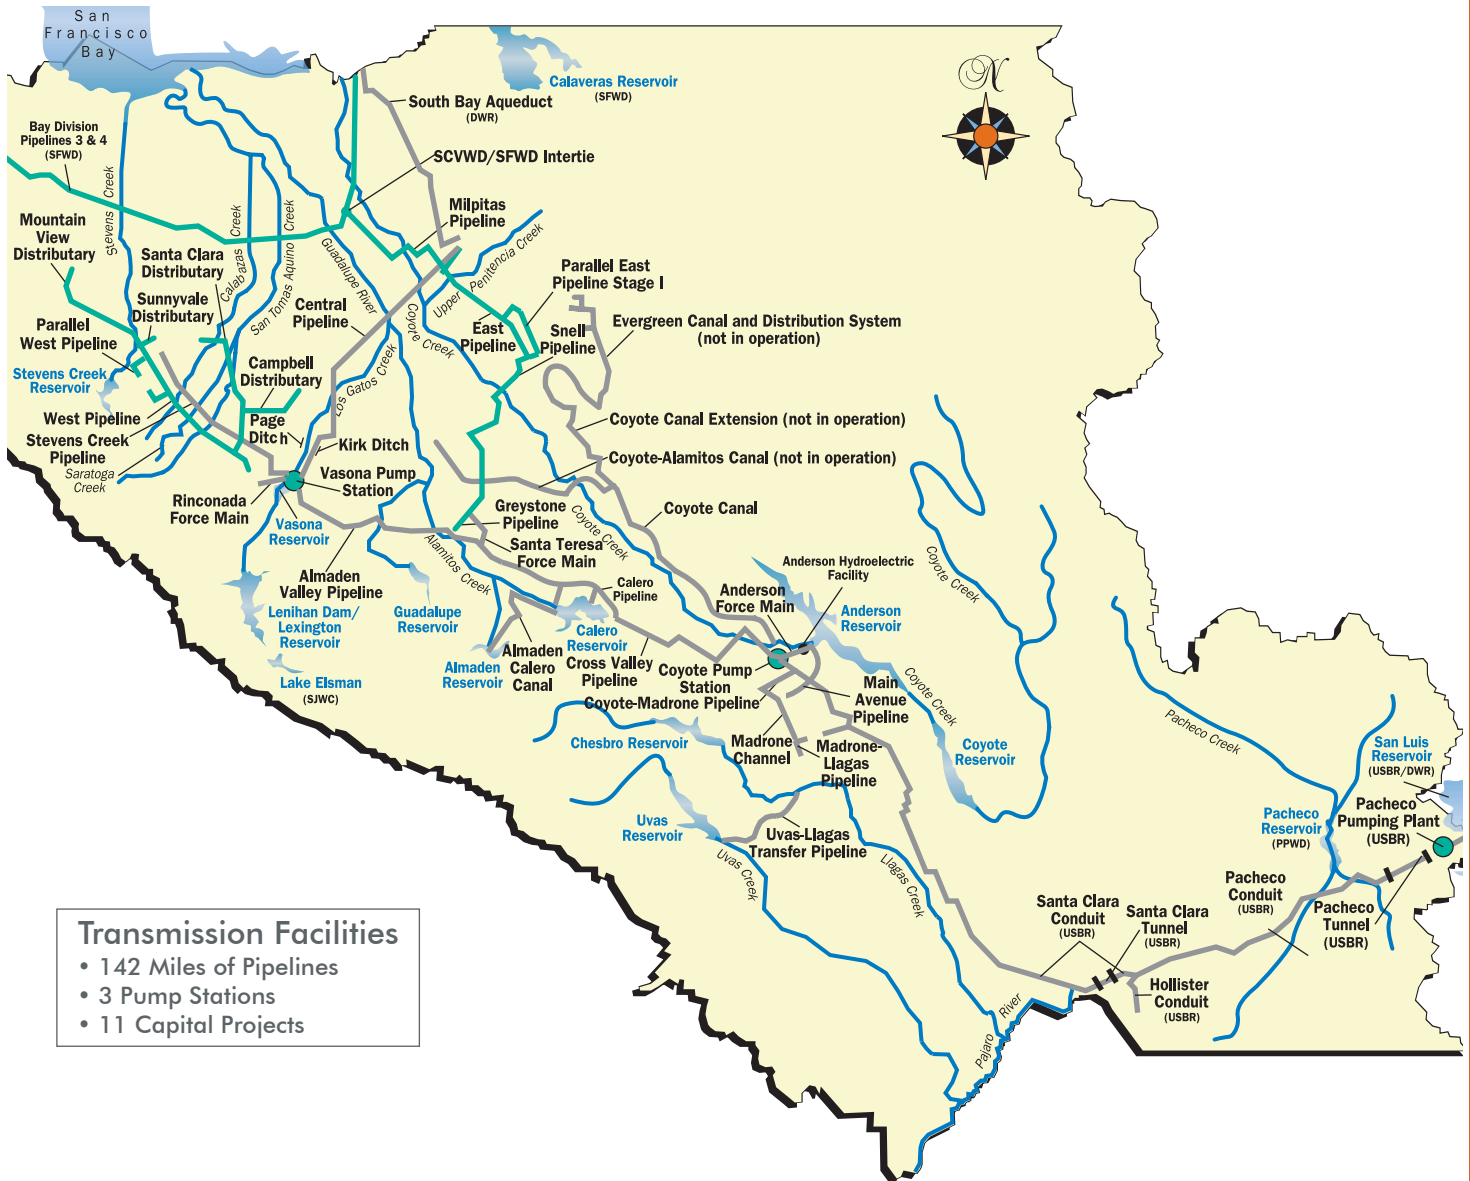 San
Francisco
Bay
N
Calaveras Reservoir
(SFWD)
South Bay Aqueduct
(DWR)
Bay Division
Pipelines 3 & 4
(SFWD)
SCVWD/SFWD Intertie
Stevens Creek
Calabazas Creek
San Tomas Aquino Creek
Guadalupe River
Milpitas
Pipeline
Upper Penitencia Creek
Mountain
View
Distributary
Santa Clara
Distributary
Sunnyvale
Distributary
Central
Pipeline
Coyote Creek
Parallel East
Pipeline Stage I
East
Pipeline
Snell
Pipeline
Evergreen Canal and Distribution System
(not in operation)
Parallel
West Pipeline
Stevens Creek
Reservoir
Campbell
Distributary
Los Gatos Creek
West Pipeline
Page
Ditch
Stevens Creek
Pipeline
Kirk Ditch
Saratoga
Creek
Coyote Canal Extension (not in operation)
Coyote-Alamitos Canal (not in operation)
Vasona Pump
Station
Rinconada
Force Main
Vasona
Reservoir
Greystone
Pipeline
Coyote Canal
Coyote Creek
Santa Teresa
Force Main
Alamitos Creek
Almaden
Valley Pipeline
Calero
Pipeline
Anderson Hydroelectric
Facility
Anderson
Force Main
Anderson
Reservoir
Coyote Creek
Lenihan Dam/
Lexington
Reservoir
Guadalupe
Reservoir
Calero
Reservoir
Almaden
Reservoir
Almaden
Calero
Canal
Cross Valley
Pipeline
Coyote Pump
Station
Coyote-Madrone Pipeline
Main
Avenue
Pipeline
Coyote Creek
Lake Elsman
(SJWC)
Chesbro Reservoir
Madrone
Channel
Madrone-
Llagas
Pipeline
Coyote
Reservoir
Pacheco Creek
San Luis
Reservoir
(USBR/DWR)
Uvas
Reservoir
Uvas-Llagas
Transfer Pipeline
Uvas Creek
Llagas Creek
Pacheco
Reservoir
(PPWD)
Pacheco
Pumping Plant
(USBR)
Pacheco
Conduit
(USBR)
Pacheco
Tunnel
(USBR)
Santa Clara
Conduit
(USBR)
Santa Clara
Tunnel
(USBR)
Hollister
Conduit
(USBR)
Pajaro River
Transmission Facilities
• 142 Miles of Pipelines
• 3 Pump Stations
• 11 Capital Projects